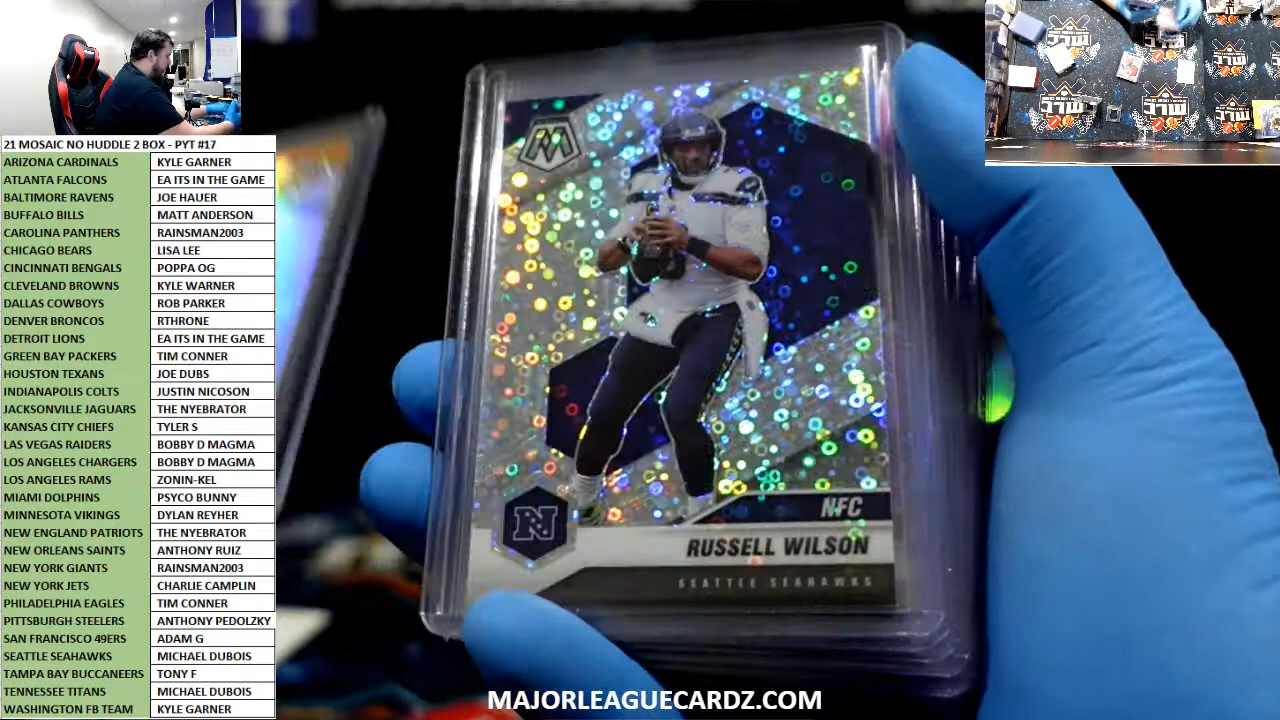 21 MOSAIC NO HUDDLE 2 BOX - PYT #17
ARIZONA CARDINALS KYLE GARNER
ATLANTA FALCONS EA ITS IN THE GAME
BALTIMORE RAVENS JOE HAUER
BUFFALO BILLS MATT ANDERSON
CAROLINA PANTHERS RAINSMAN2003
CHICAGO BEARS LISA LEE
CINCINNATI BENGALS POPPA OG
CLEVELAND BROWNS KYLE WARNER
DALLAS COWBOYS ROB PARKER
DENVER BRONCOS RTHRONE
DETROIT LIONS EA ITS IN THE GAME
GREEN BAY PACKERS TIM CONNER
HOUSTON TEXANS JOE DUBS
INDIANAPOLIS COLTS JUSTIN NICOSON
JACKSONVILLE JAGUARS THE NYEBRATOR
KANSAS CITY CHIEFS TYLER S
LAS VEGAS RAIDERS BOBBY D MAGMA
LOS ANGELES CHARGERS BOBBY D MAGMA
LOS ANGELES RAMS ZONIN-KEL
MIAMI DOLPHINS PSYCO BUNNY
MINNESOTA VIKINGS DYLAN REYHER
NEW ENGLAND PATRIOTS THE NYEBRATOR
NEW ORLEANS SAINTS ANTHONY RUIZ
NEW YORK GIANTS RAINSMAN2003
NEW YORK JETS CHARLIE CAMPLIN
PHILADELPHIA EAGLES TIM CONNER
PITTSBURGH STEELERS ANTHONY PEDOLZKY
SAN FRANCISCO 49ERS ADAM G
SEATTLE SEAHAWKS MICHAEL DUBOIS
TAMPA BAY BUCCANEERS TONY F
TENNESSEE TITANS MICHAEL DUBOIS
WASHINGTON FB TEAM KYLE GARNER
M
N
NFC
RUSSELL WILSON
SEATTLE SEAHAWKS
MAJORLEAGUECARDZ.COM